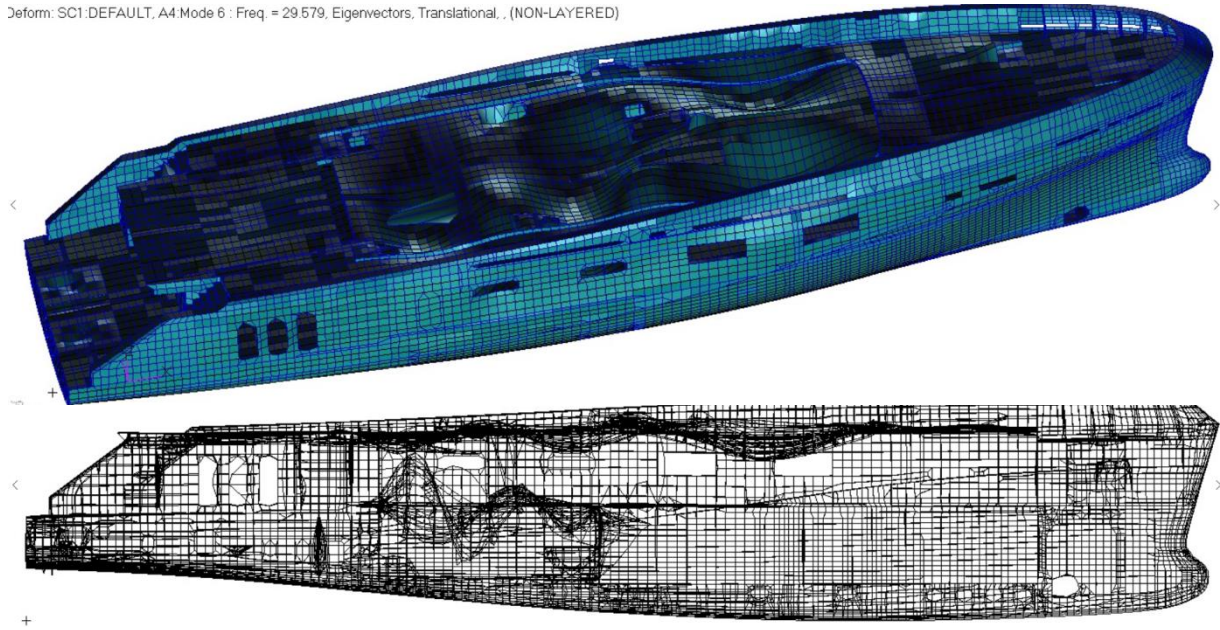 Deform: SC1:DEFAULT, A4:Mode 6 : Freq. = 29.579, Eigenvectors, Translational, , (NON-LAYERED)